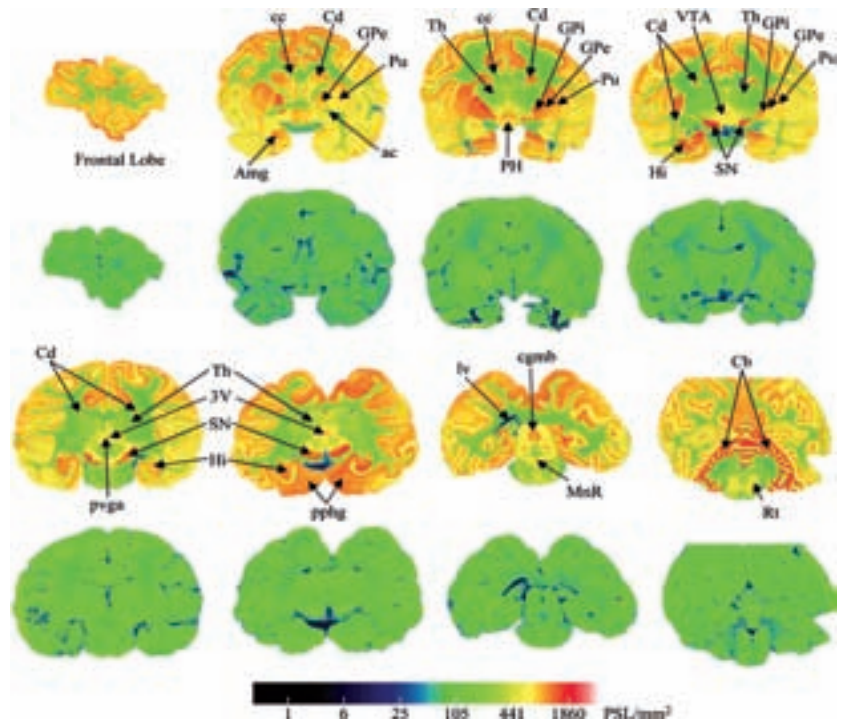 cc Cd GPe Pu
Th cc Cd GPi GPe Pu
Cd VTA Th GPi GPe Pu
Frontal Lobe
Amg
ac
PH
Hi
SN
Cd
Th
3V
SN
Hi
pvga
pphg
lv
cgmb
MnR
Cb
Rt
1 6 25 105 441 1860 PSL/mm²